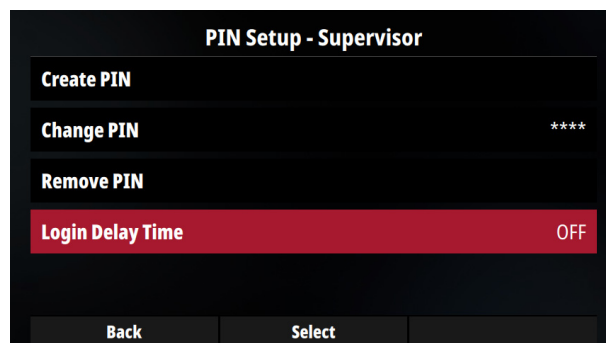 PIN Setup - Supervisor
Create PIN
Change PIN ****
Remove PIN
Login Delay Time OFF
Back Select